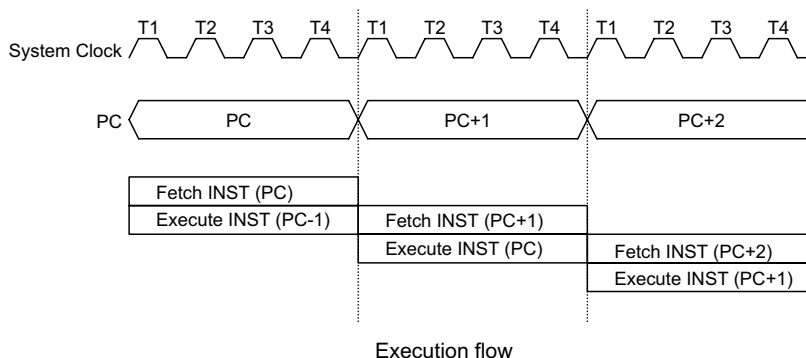 T1 T2 T3 T4 T1 T2 T3 T4 T1 T2 T3 T4
System Clock
PC PC PC+1 PC+2
Fetch INST (PC)
Execute INST (PC-1) Fetch INST (PC+1)
Execute INST (PC) Fetch INST (PC+2)
Execute INST (PC+1)
Execution flow